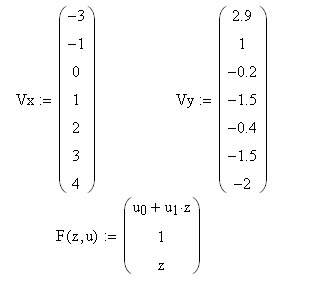 Vx := (−3 −1 0 1 2 3 4) Vy := (2.9 1 −0.2 −1.5 −0.4 −1.5 −2)
F(z,u) := (u₀ + u₁·z 1 z)